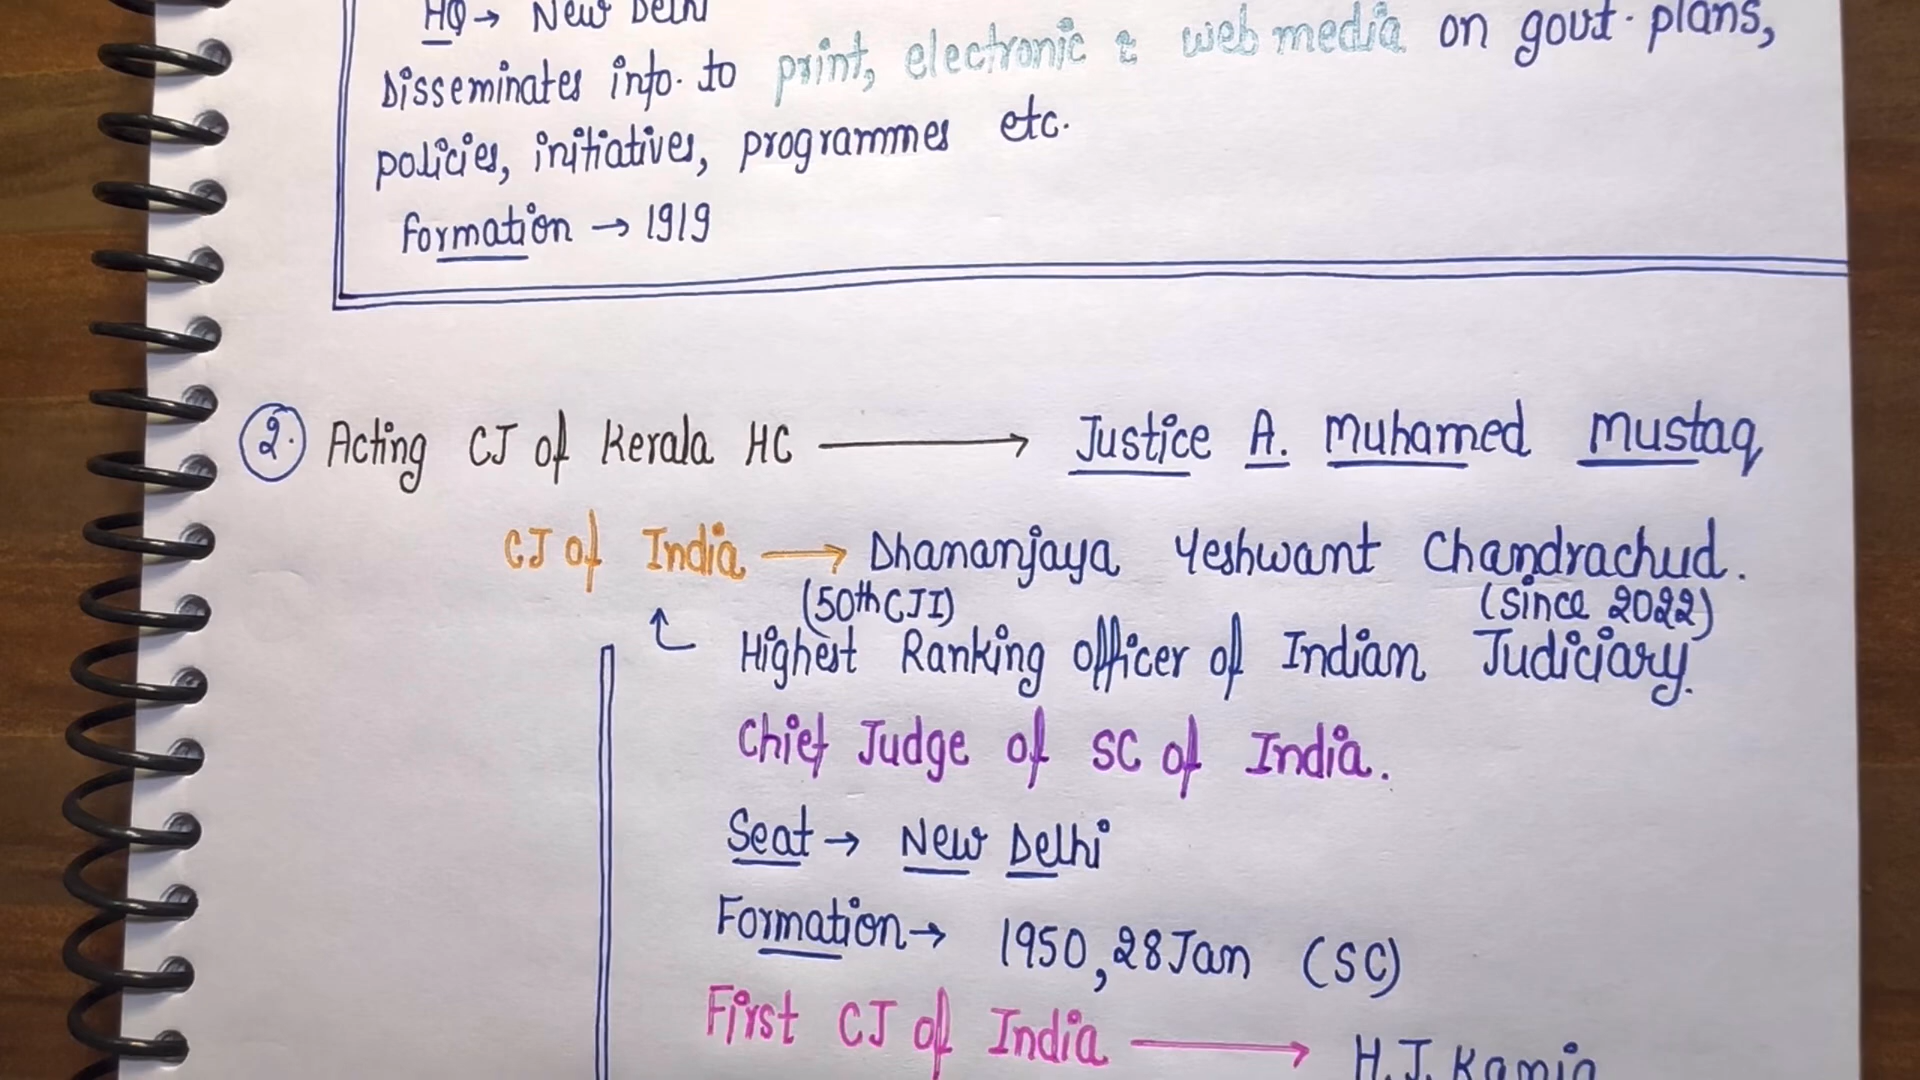 HQ → New Delhi
Disseminates info. to print, electronic & web media on govt. plans,
policies, initiatives, programmes etc.
Formation → 1919
2. Acting CJ of Kerala HC → Justice A. Muhamed Mustaq
CJ of India → Dhananjaya Yeshwant Chandrachud.
(50th CJI) (since 2022)
Highest Ranking officer of Indian Judiciary.
Chief Judge of SC of India.
Seat → New Delhi
Formation → 1950, 28 Jan (SC)
First CJ of India → H.J. Kania